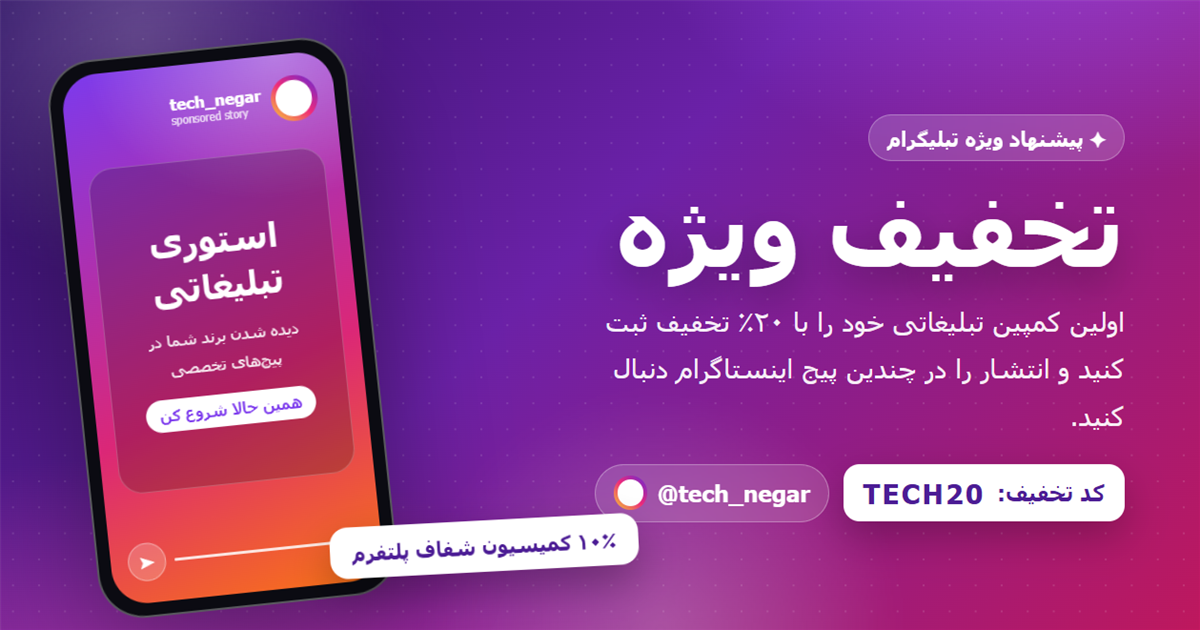 ✦ پیشنهاد ویژه تبلیگرام
تخفیف ویژه
اولین کمپین تبلیغاتی خود را با ۲۰٪ تخفیف ثبت
کنید و انتشار را در چندین پیج اینستاگرام دنبال
کنید.
کد تخفیف: TECH20
@tech_negar
۱۰٪ کمیسیون شفاف پلتفرم
tech_negar
sponsored story
استوری
تبلیغاتی
دیده شدن برند شما در
پیج‌های تخصصی
همین حالا شروع کن